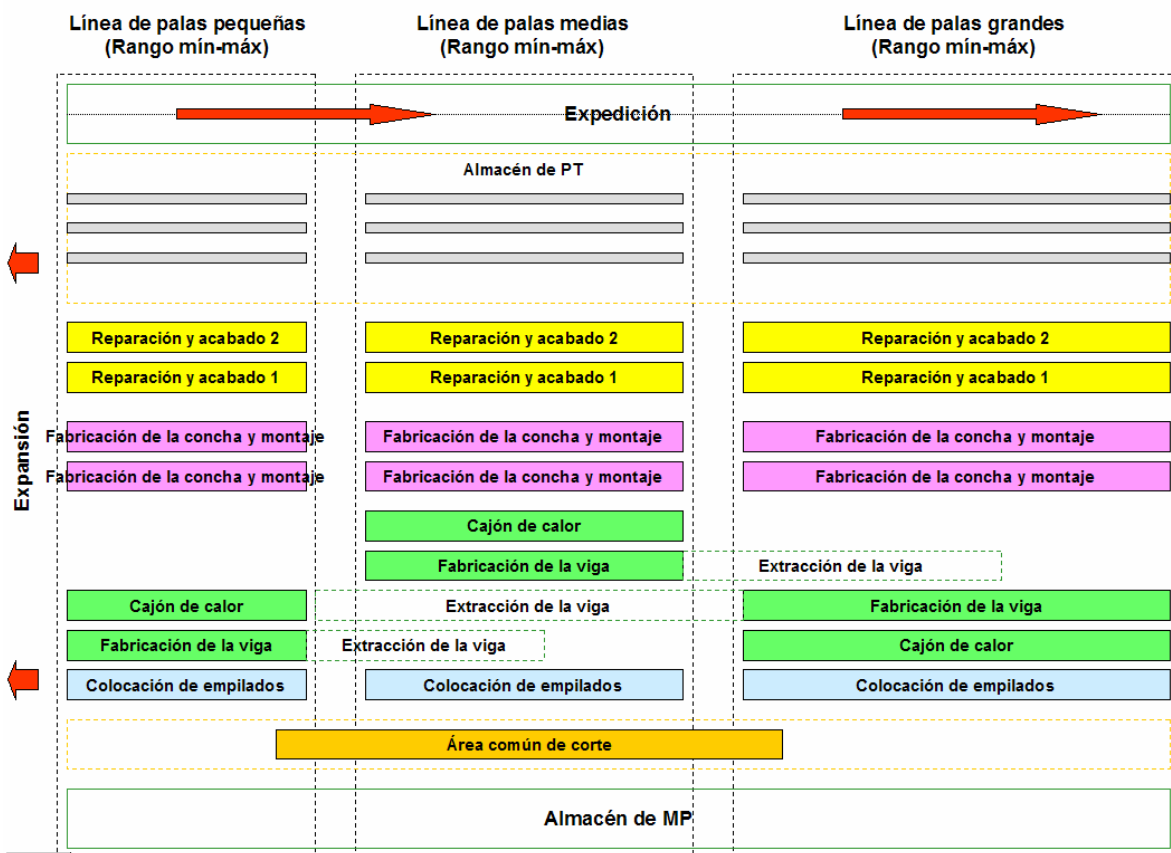 Línea de palas pequeñas
(Rango mín-máx)
Línea de palas medias
(Rango mín-máx)
Línea de palas grandes
(Rango mín-máx)
Expedición
Almacén de PT
Reparación y acabado 2
Reparación y acabado 2
Reparación y acabado 2
Reparación y acabado 1
Reparación y acabado 1
Reparación y acabado 1
Expansión
Fabricación de la concha y montaje
Fabricación de la concha y montaje
Fabricación de la concha y montaje
Fabricación de la concha y montaje
Fabricación de la concha y montaje
Fabricación de la concha y montaje
Cajón de calor
Fabricación de la viga
Extracción de la viga
Cajón de calor
Extracción de la viga
Fabricación de la viga
Fabricación de la viga
Extracción de la viga
Cajón de calor
Colocación de empilados
Colocación de empilados
Colocación de empilados
Área común de corte
Almacén de MP